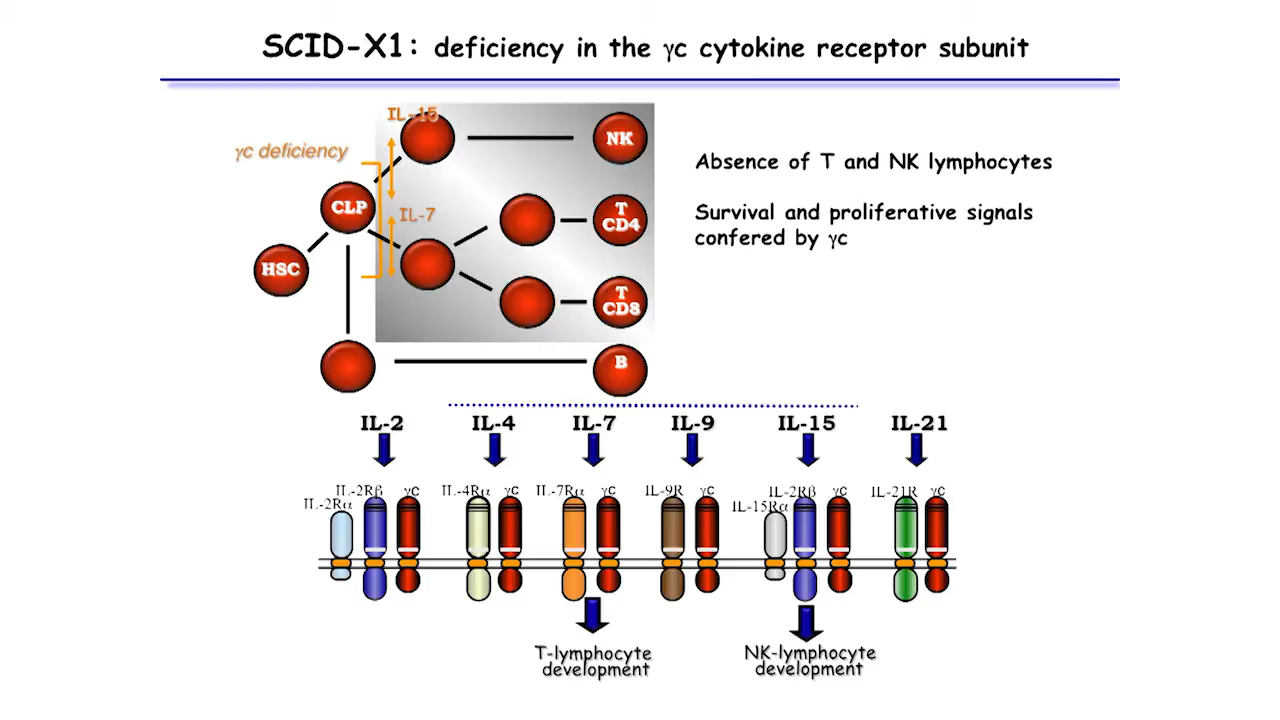 SCID-X1: deficiency in the γc cytokine receptor subunit
IL-15
NK
γc deficiency
Absence of T and NK lymphocytes
CLP
IL-7
T
CD4
Survival and proliferative signals
confered by γc
HSC
T
CD8
B
IL-2 IL-4 IL-7 IL-9 IL-15 IL-21
IL-2Rβ γc IL-4Rα γc IL-7Rα γc IL-9R γc IL-2Rβ γc IL-21R γc
IL-2Rα IL-15Rα
T-lymphocyte
development
NK-lymphocyte
development